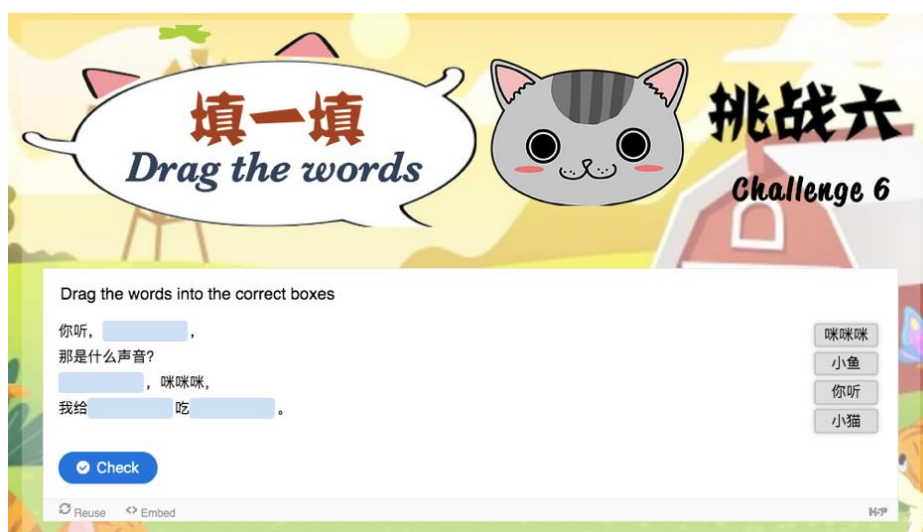 填一填
Drag the words
挑战六
Challenge 6
Drag the words into the correct boxes
你听， ，
那是什么声音？
，咪咪咪，
我给 吃 。
咪咪咪
小鱼
你听
小猫
Check
Reuse
Embed
H5P